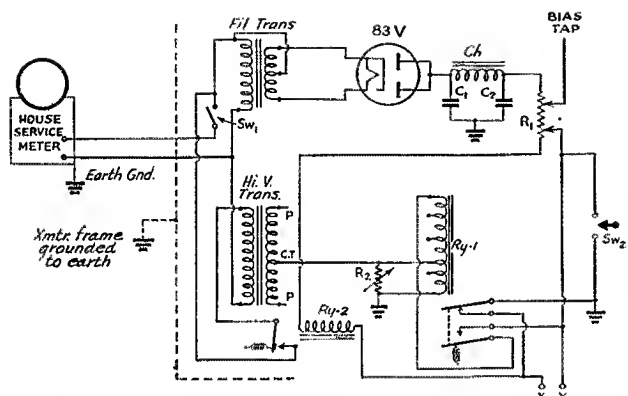 Fil Trans
83 V
Ch
BIAS
TAP
C1
C2
R1
HOUSE
SERVICE
METER
Sw1
Earth Gnd.
Hi. V.
Trans.
P
C.T
P
Xmtr. frame
grounded
to earth
R2
Ry-1
Sw2
Ry-2
X
X